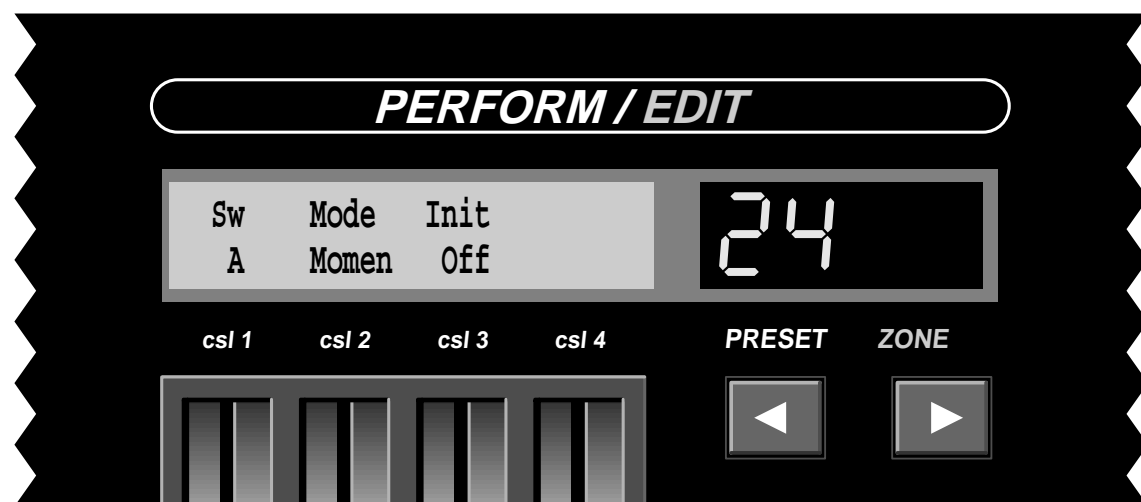 PERFORM / EDIT
Sw Mode Init
A Momen Off
24
csl 1 csl 2 csl 3 csl 4
PRESET ZONE